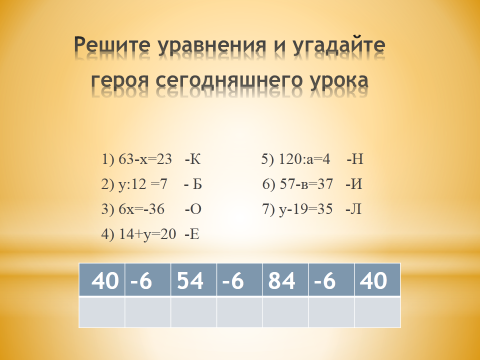 Решите уравнения и угадайте
героя сегодняшнего урока
1) 63-х=23 -К
2) у:12 =7 - Б
3) 6х=-36 -О
4) 14+у=20 -Е
5) 120:а=4 -Н
6) 57-в=37 -И
7) у-19=35 -Л
40 -6 54 -6 84 -6 40